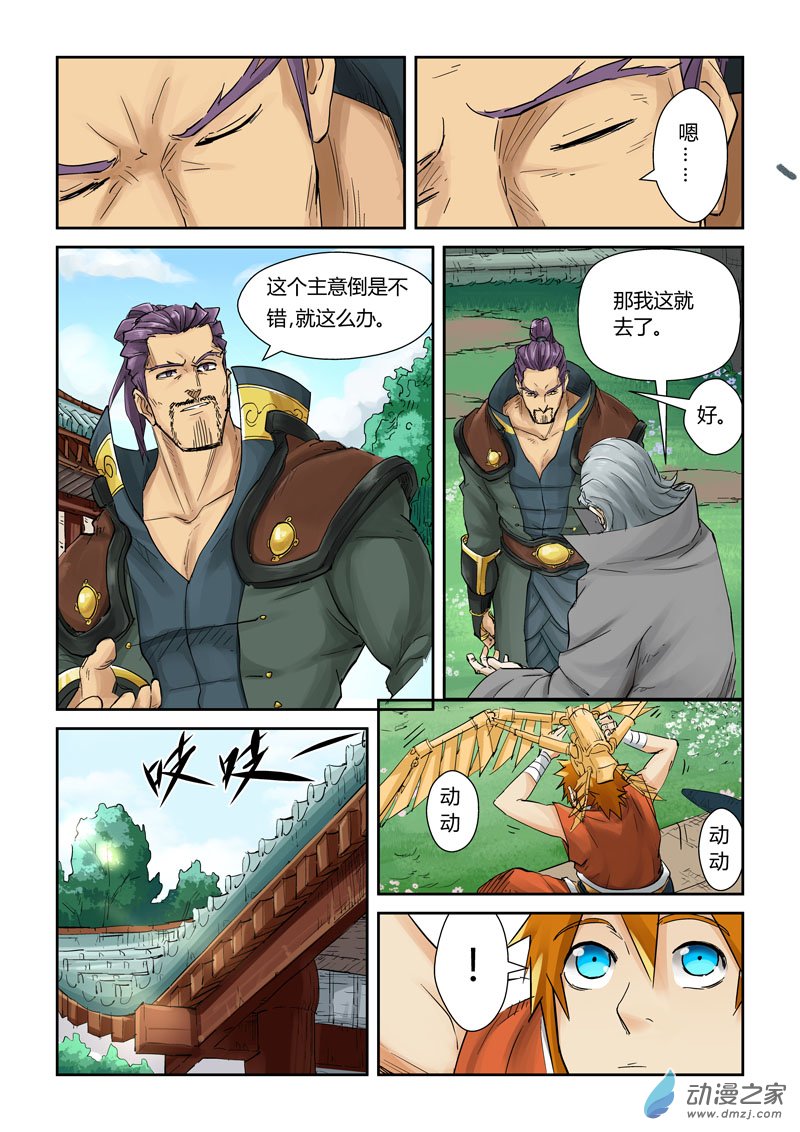 嗯
……
这个主意倒是不
错，就这么办。
那我这就
去了。
好。
吱吱一
动
动
动
动
！
动漫之家
www.dmzj.com